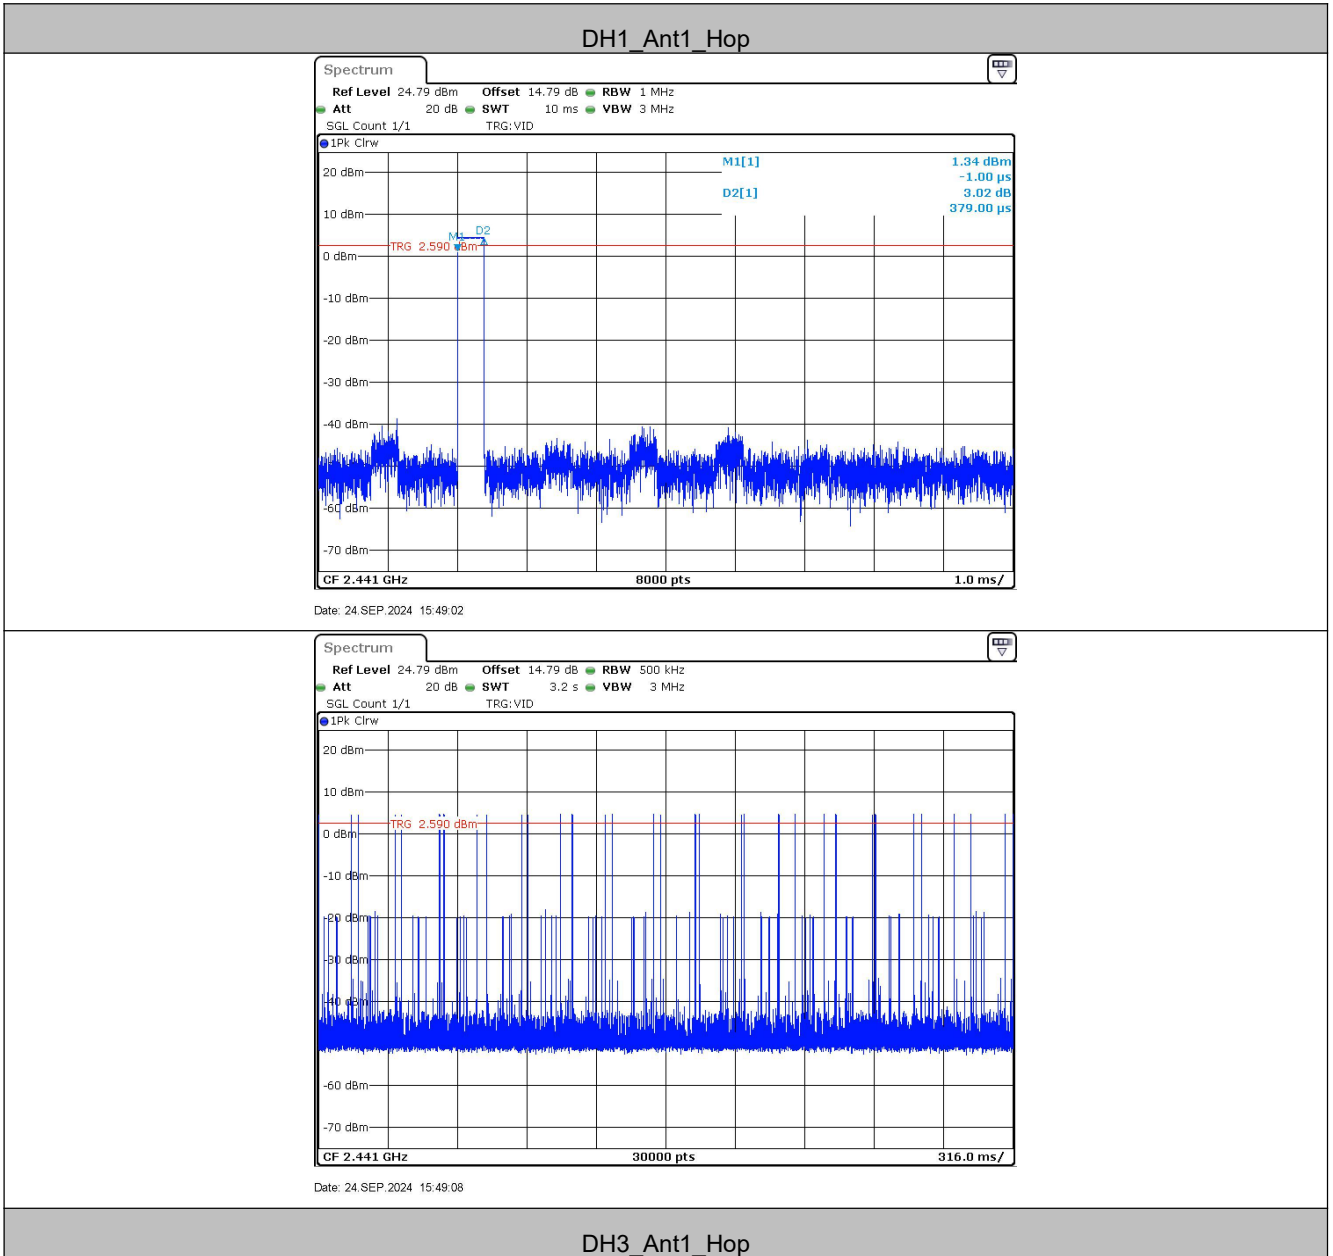 DH1_Ant1_Hop
Spectrum
Ref Level 24.79 dBm Offset 14.79 dB RBW 1 MHz
Att 20 dB SWT 10 ms VBW 3 MHz
SGL Count 1/1 TRG:VID
1Pk Clrw
M1[1] 1.34 dBm
-1.00 µs
D2[1] 3.02 dB
379.00 µs
20 dBm
10 dBm
M1 D2
TRG 2.590 dBm
0 dBm
-10 dBm
-20 dBm
-30 dBm
-40 dBm
-60 dBm
-70 dBm
CF 2.441 GHz 8000 pts 1.0 ms/
Date: 24.SEP.2024 15:49:02
Spectrum
Ref Level 24.79 dBm Offset 14.79 dB RBW 500 kHz
Att 20 dB SWT 3.2 s VBW 3 MHz
SGL Count 1/1 TRG:VID
1Pk Clrw
20 dBm
10 dBm
TRG 2.590 dBm
0 dBm
-10 dBm
-20 dBm
-30 dBm
-40 dBm
-60 dBm
-70 dBm
CF 2.441 GHz 30000 pts 316.0 ms/
Date: 24.SEP.2024 15:49:08
DH3_Ant1_Hop